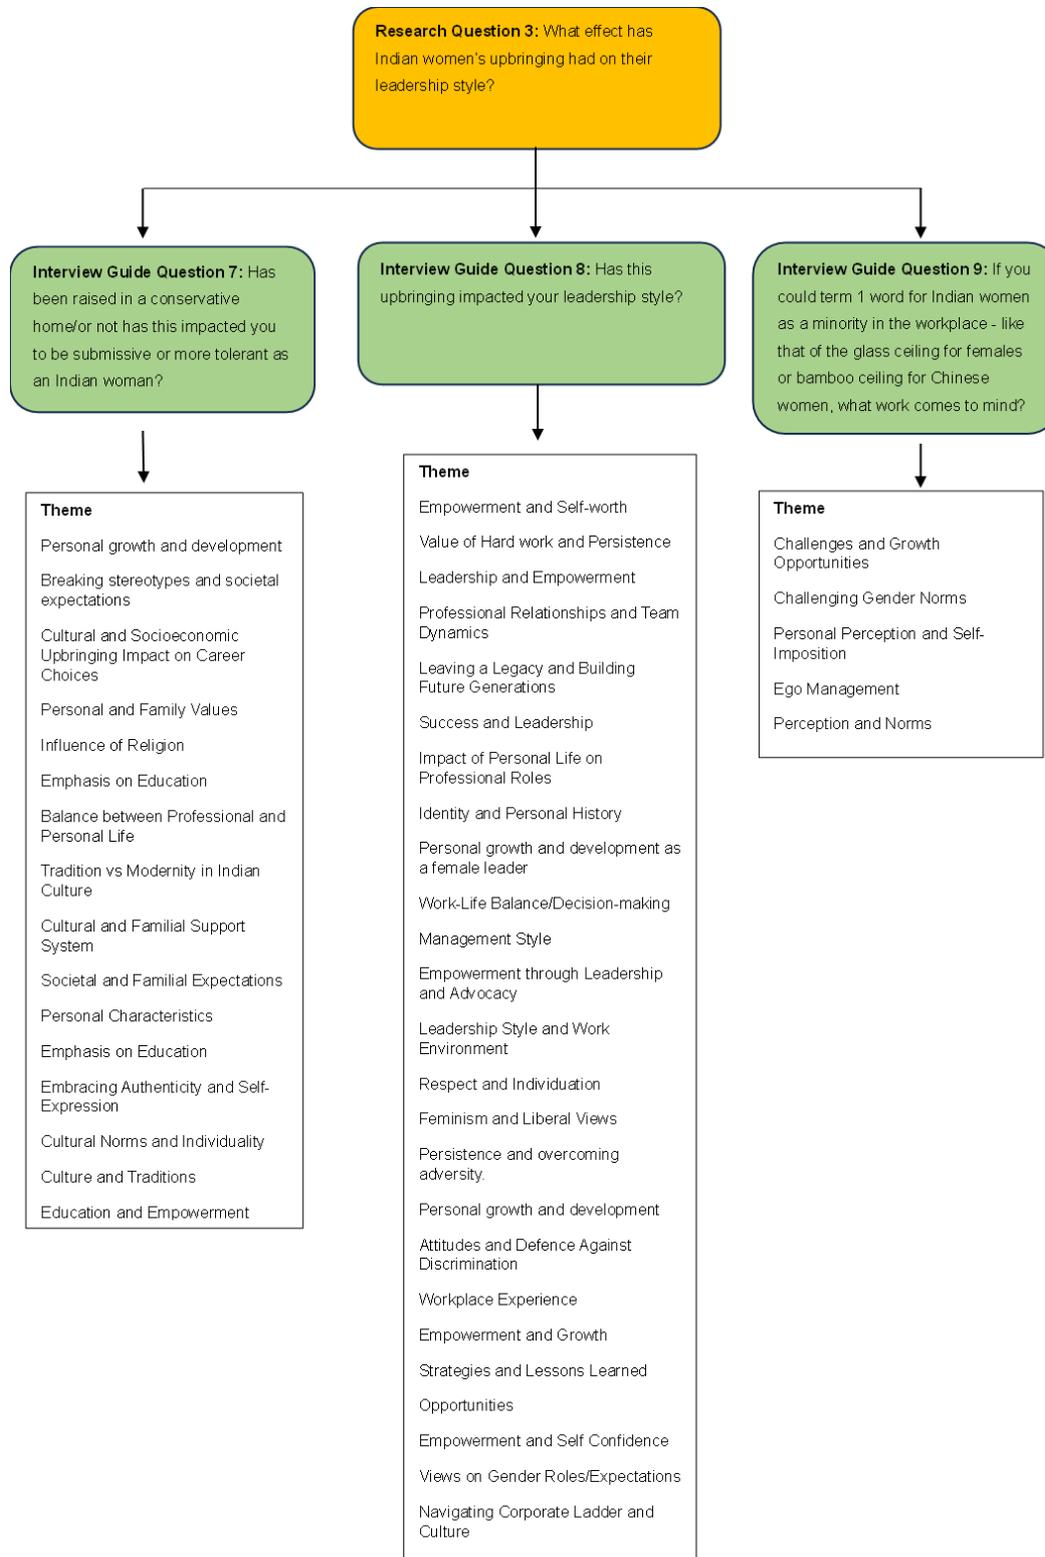 Research Question 3: What effect has
Indian women's upbringing had on their
leadership style?
Interview Guide Question 7: Has
been raised in a conservative
home/or not has this impacted you
to be submissive or more tolerant as
an Indian woman?
Interview Guide Question 8: Has this
upbringing impacted your leadership style?
Interview Guide Question 9: If you
could term 1 word for Indian women
as a minority in the workplace - like
that of the glass ceiling for females
or bamboo ceiling for Chinese
women, what work comes to mind?
Theme
Personal growth and development
Breaking stereotypes and societal
expectations
Cultural and Socioeconomic
Upbringing Impact on Career
Choices
Personal and Family Values
Influence of Religion
Emphasis on Education
Balance between Professional and
Personal Life
Tradition vs Modernity in Indian
Culture
Cultural and Familial Support
System
Societal and Familial Expectations
Personal Characteristics
Emphasis on Education
Embracing Authenticity and Self-
Expression
Cultural Norms and Individuality
Culture and Traditions
Education and Empowerment
Theme
Empowerment and Self-worth
Value of Hard work and Persistence
Leadership and Empowerment
Professional Relationships and Team
Dynamics
Leaving a Legacy and Building
Future Generations
Success and Leadership
Impact of Personal Life on
Professional Roles
Identity and Personal History
Personal growth and development as
a female leader
Work-Life Balance/Decision-making
Management Style
Empowerment through Leadership
and Advocacy
Leadership Style and Work
Environment
Respect and Individuation
Feminism and Liberal Views
Persistence and overcoming
adversity.
Personal growth and development
Attitudes and Defence Against
Discrimination
Workplace Experience
Empowerment and Growth
Strategies and Lessons Learned
Opportunities
Empowerment and Self Confidence
Views on Gender Roles/Expectations
Navigating Corporate Ladder and
Culture
Theme
Challenges and Growth
Opportunities
Challenging Gender Norms
Personal Perception and Self-
Imposition
Ego Management
Perception and Norms